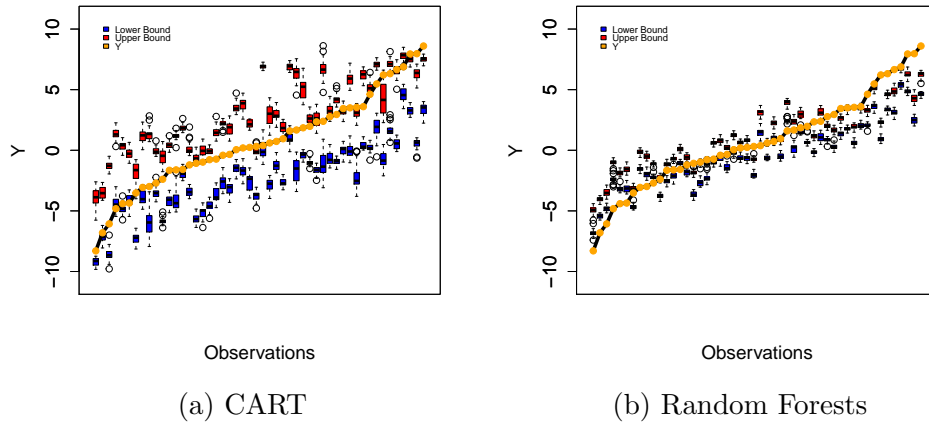 10
5
0
−5
−10
Y
Lower Bound
Upper Bound
Y
Observations
(a) CART
10
5
0
−5
−10
Y
Lower Bound
Upper Bound
Y
Observations
(b) Random Forests